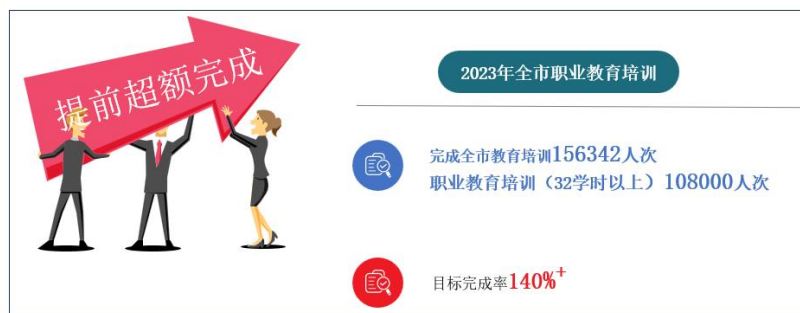 提前超额完成
2023年全市职业教育培训
完成全市教育培训156342人次
职业教育培训（32学时以上）108000人次
目标完成率140%+